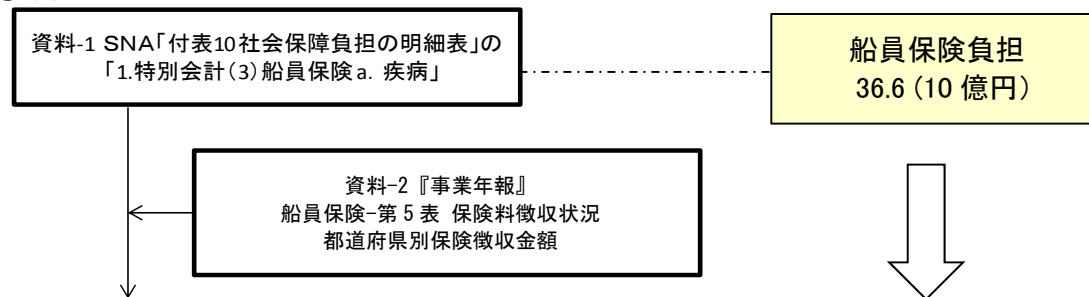 資料-1 SNA「付表10社会保障負担の明細表」の
「1.特別会計(3)船員保険a. 疾病」
船員保険負担
36.6(10 億円)
資料-2『事業年報』
船員保険-第 5 表 保険料徴収状況
都道府県別保険徴収金額